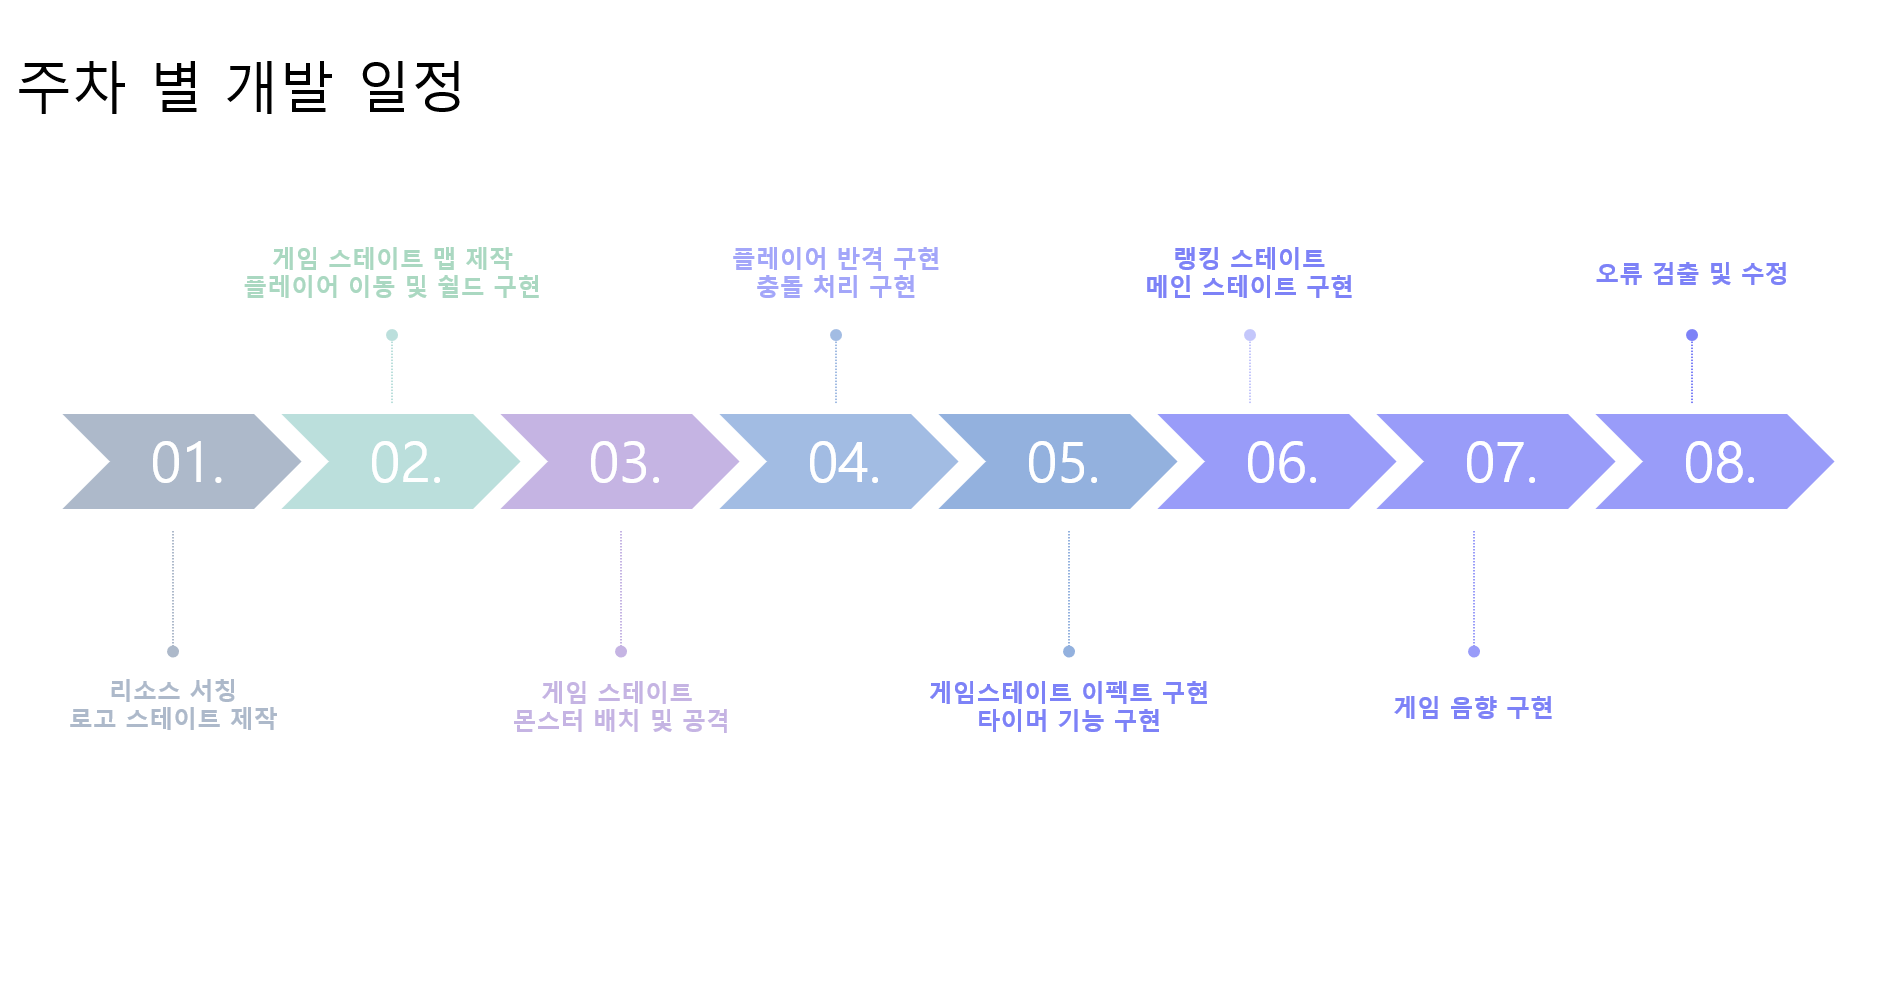 주차 별 개발 일정
게임 스테이트 맵 제작
플레이어 이동 및 쉴드 구현
플레이어 반격 구현
충돌 처리 구현
랭킹 스테이트
메인 스테이트 구현
오류 검출 및 수정
01.
02.
03.
04.
05.
06.
07.
08.
리소스 서칭
로고 스테이트 제작
게임 스테이트
몬스터 배치 및 공격
게임스테이트 이펙트 구현
타이머 기능 구현
게임 음향 구현